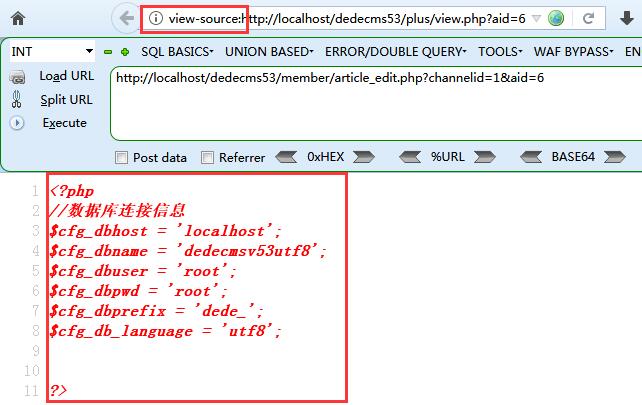 view-source:http://localhost/dedecms53/plus/view.php?aid=6
INT SQL BASICS UNION BASED ERROR/DOUBLE QUERY TOOLS WAF BYPASS EN
Load URL http://localhost/dedecms53/member/article_edit.php?channelid=1&aid=6
Split URL
Execute
Post data Referrer 0xHEX %URL BASE64
1 <?php
2 //数据库连接信息
3 $cfg_dbhost = 'localhost';
4 $cfg_dbname = 'dedecmsv53utf8';
5 $cfg_dbuser = 'root';
6 $cfg_dbpwd = 'root';
7 $cfg_dbprefix = 'dede_';
8 $cfg_db_language = 'utf8';
9
10
11 ?>